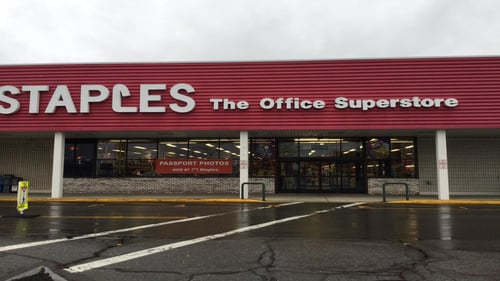 STAPLES The Office Superstore
PASSPORT PHOTOS